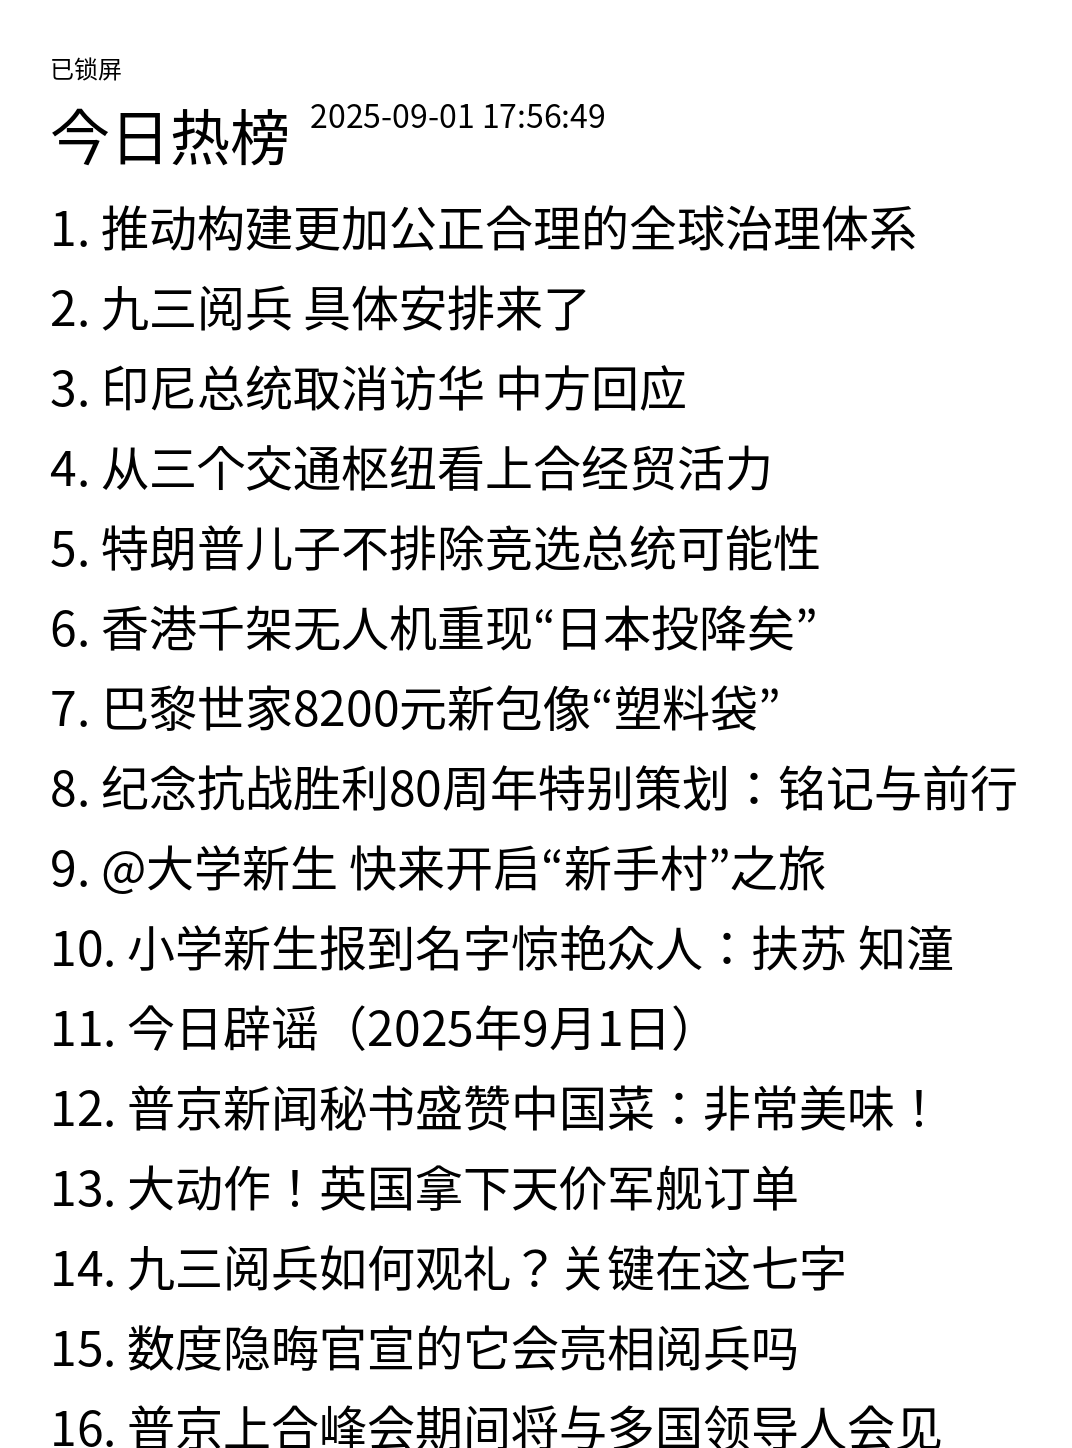 已锁屏
今日热榜 2025-09-01 17:56:49
1. 推动构建更加公正合理的全球治理体系
2. 九三阅兵 具体安排来了
3. 印尼总统取消访华 中方回应
4. 从三个交通枢纽看上合经贸活力
5. 特朗普儿子不排除竞选总统可能性
6. 香港千架无人机重现“日本投降矣”
7. 巴黎世家8200元新包像“塑料袋”
8. 纪念抗战胜利80周年特别策划：铭记与前行
9. @大学新生 快来开启“新手村”之旅
10. 小学新生报到名字惊艳众人：扶苏 知潼
11. 今日辟谣（2025年9月1日）
12. 普京新闻秘书盛赞中国菜：非常美味！
13. 大动作！英国拿下天价军舰订单
14. 九三阅兵如何观礼？关键在这七字
15. 数度隐晦官宣的它会亮相阅兵吗
16. 普京上合峰会期间将与多国领导人会见